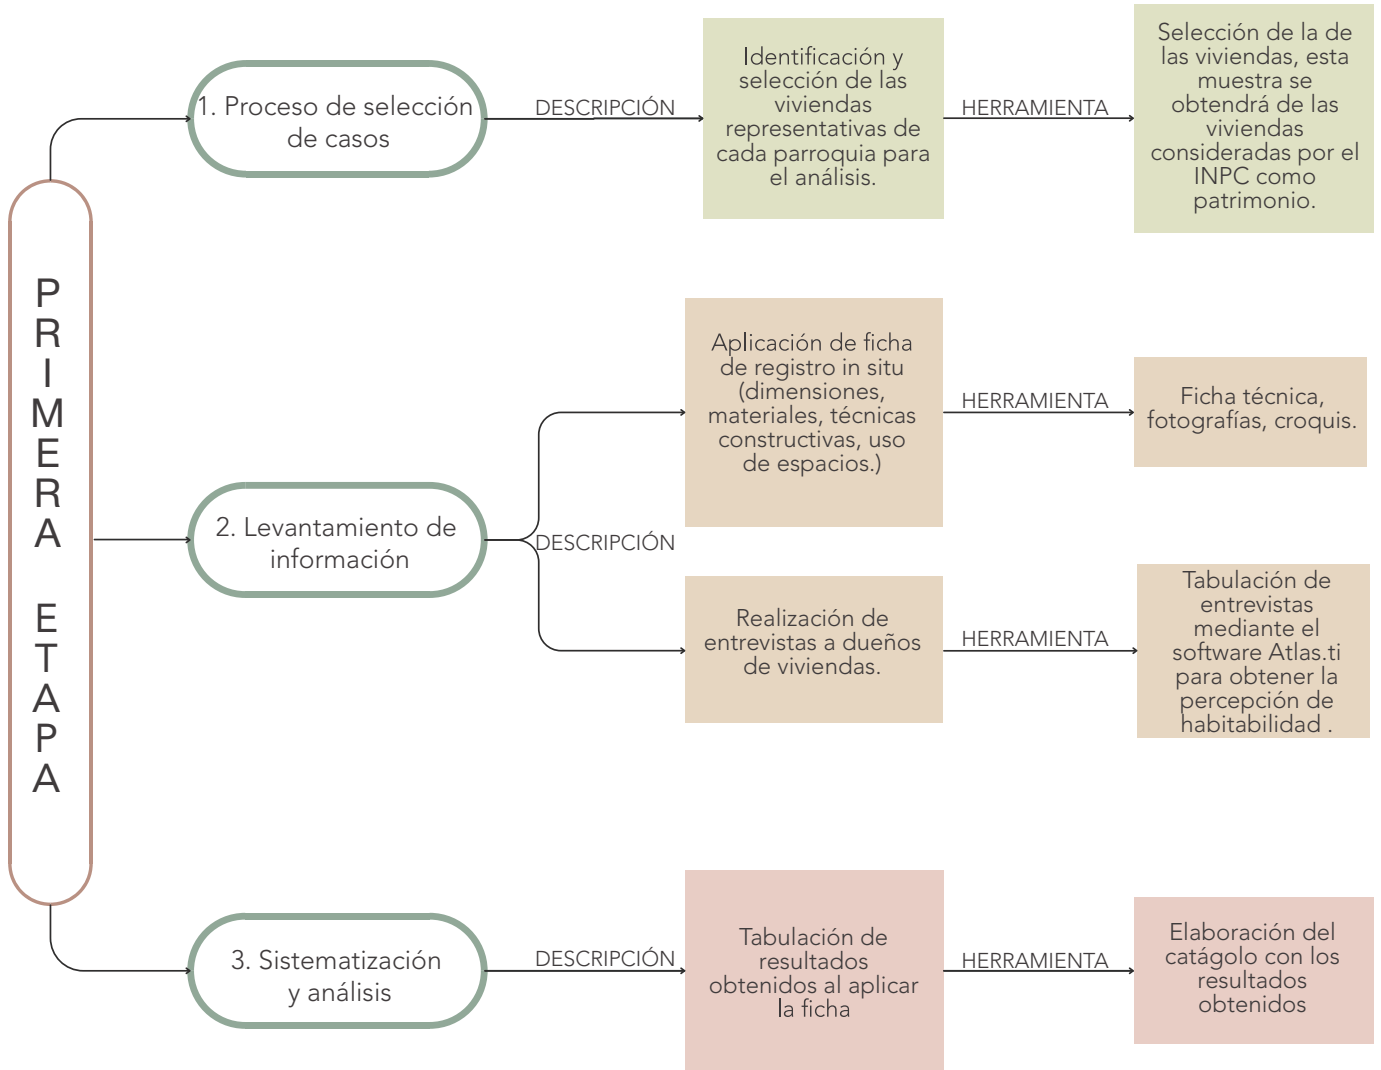 PRIMERA ETAPA
1. Proceso de selección
de casos
DESCRIPCIÓN
Identificación y
selección de las
viviendas
representativas de
cada parroquia para
el análisis.
HERRAMIENTA
Selección de la de
las viviendas, esta
muestra se
obtendrá de las
viviendas
consideradas por el
INPC como
patrimonio.
2. Levantamiento de
información
DESCRIPCIÓN
Aplicación de ficha
de registro in situ
(dimensiones,
materiales, técnicas
constructivas, uso
de espacios.)
HERRAMIENTA
Ficha técnica,
fotografías, croquis.
Realización de
entrevistas a dueños
de viviendas.
HERRAMIENTA
Tabulación de
entrevistas
mediante el
software Atlas.ti
para obtener la
percepción de
habitabilidad .
3. Sistematización
y análisis
DESCRIPCIÓN
Tabulación de
resultados
obtenidos al aplicar
la ficha
HERRAMIENTA
Elaboración del
catágolo con los
resultados
obtenidos